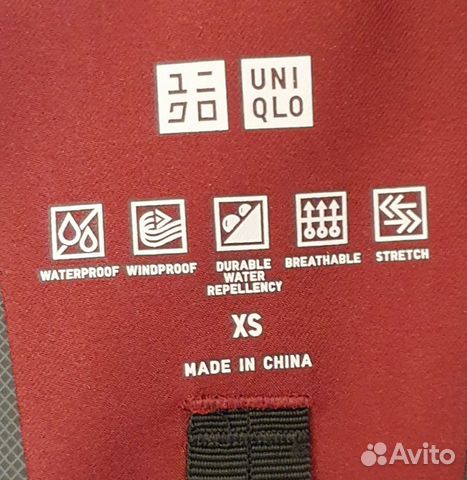 ユニ
クロ
UNI
QLO
WATERPROOF
WINDPROOF
DURABLE
WATER
REPELLENCY
BREATHABLE
STRETCH
XS
MADE IN CHINA
Avito